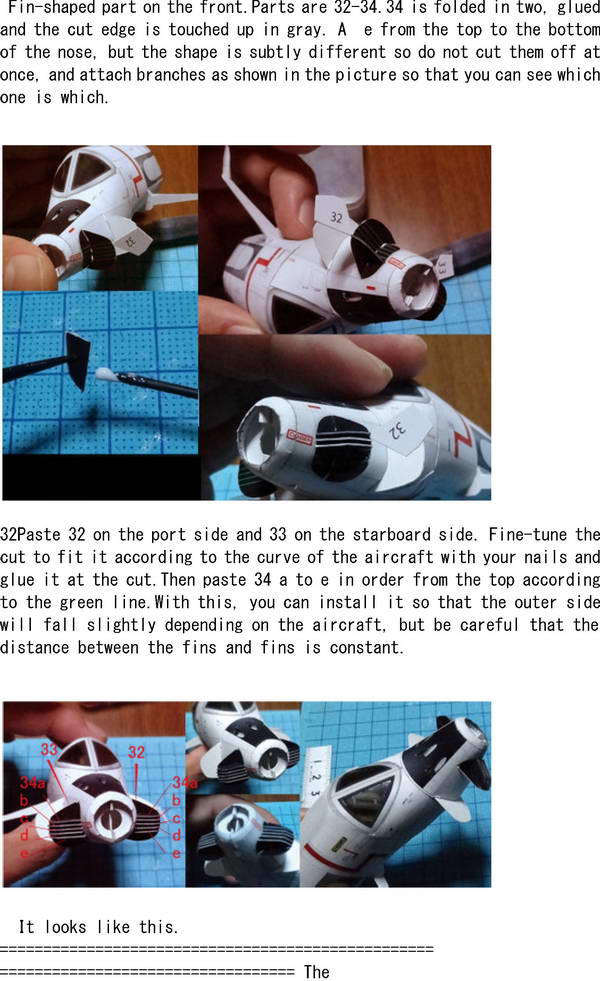 Fin-shaped part on the front.Parts are 32-34.34 is folded in two, glued
and the cut edge is touched up in gray. A  e from the top to the bottom
of the nose, but the shape is subtly different so do not cut them off at
once, and attach branches as shown in the picture so that you can see which
one is which.
32
32
33
DANGER
32
32Paste 32 on the port side and 33 on the starboard side. Fine-tune the
cut to fit it according to the curve of the aircraft with your nails and
glue it at the cut.Then paste 34 a to e in order from the top according
to the green line.With this, you can install it so that the outer side
will fall slightly depending on the aircraft, but be careful that the
distance between the fins and fins is constant.
33 32
34a 34a
b b
c c
d d
e e
1 2 3
It looks like this.
==================================================
================================== The